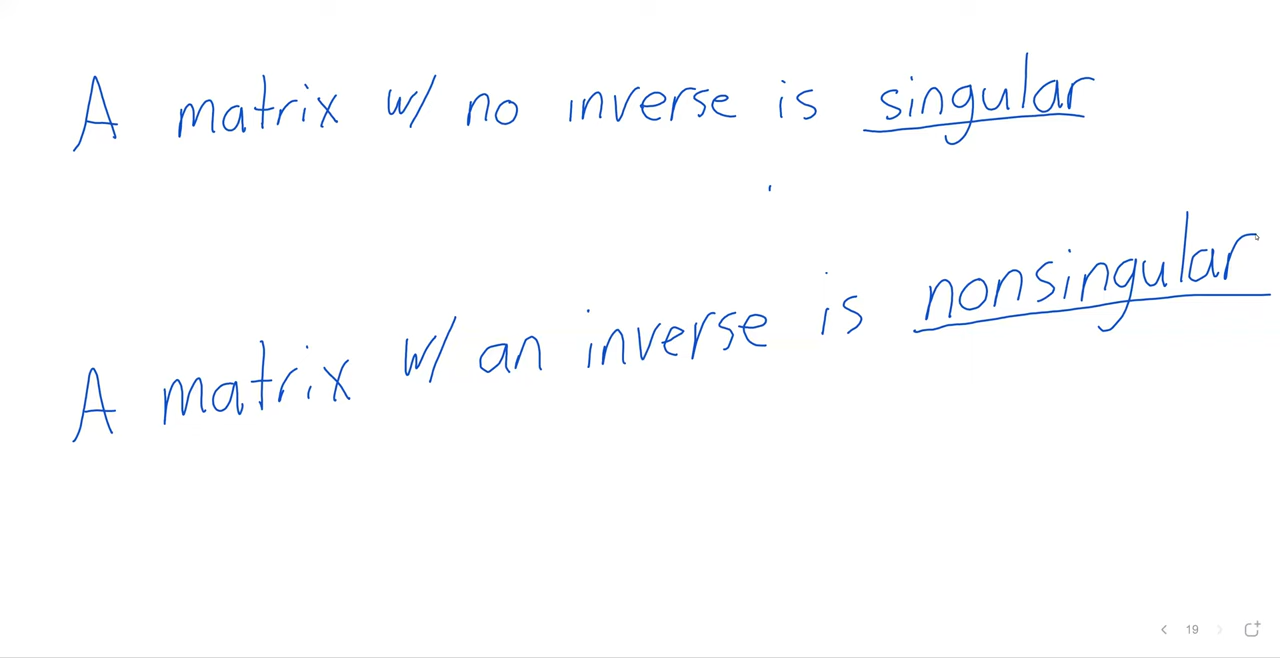 A matrix w/ no inverse is singular
A matrix w/ an inverse is nonsingular
19